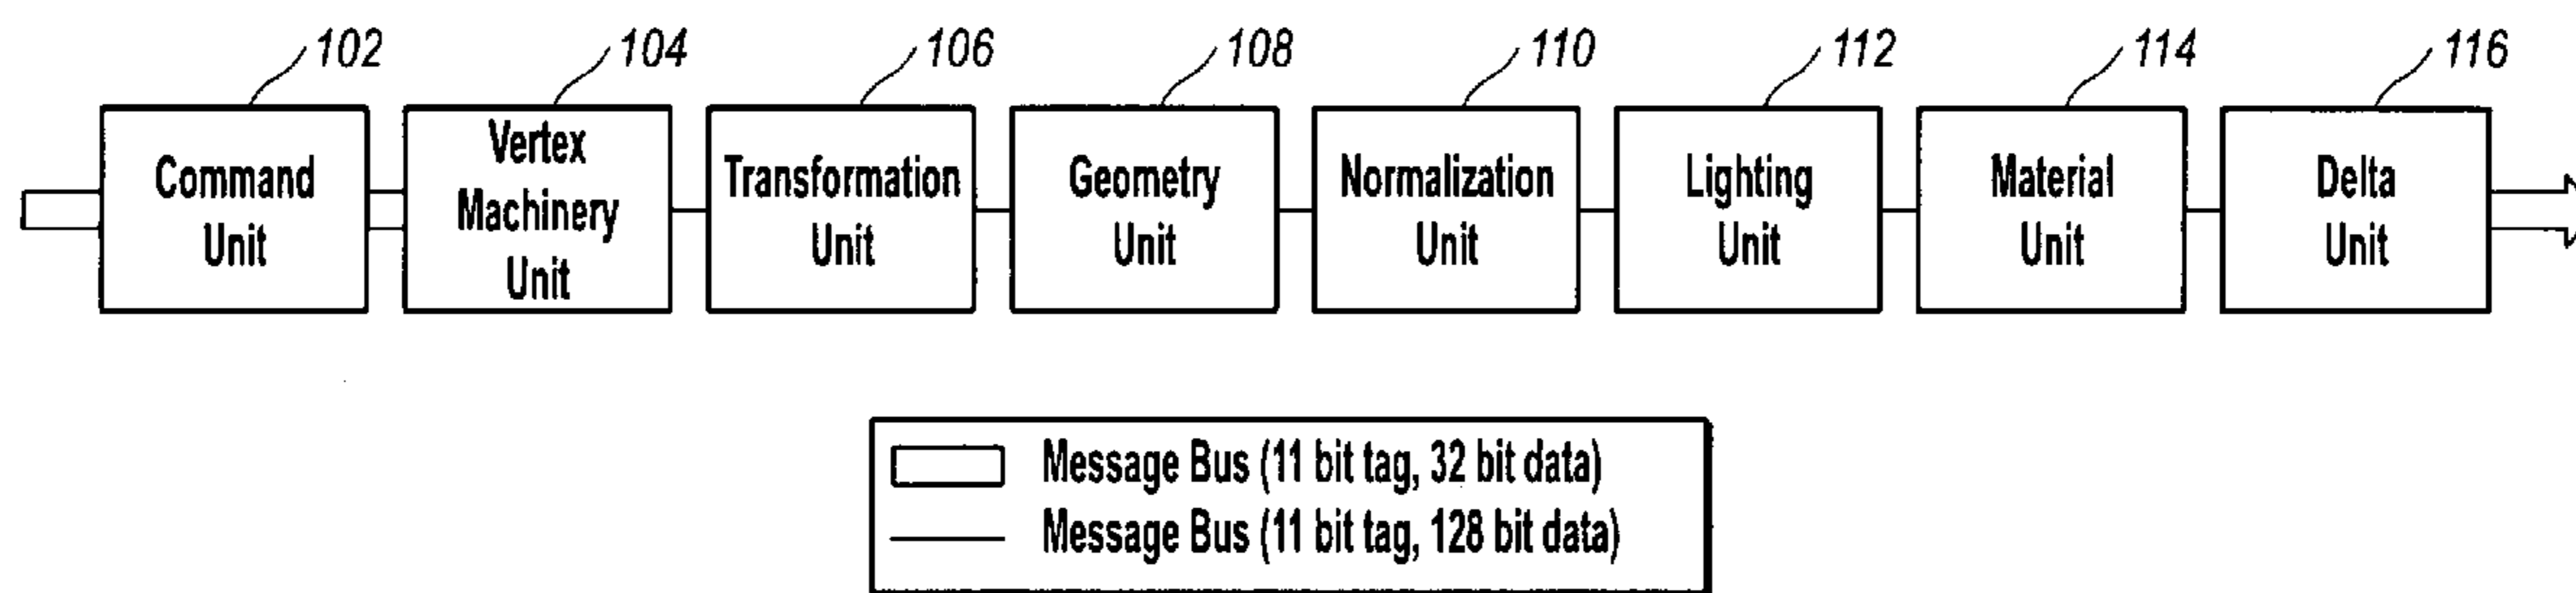 102 104 106 108 110 112 114 116
Command Unit
Vertex Machinery Unit
Transformation Unit
Geometry Unit
Normalization Unit
Lighting Unit
Material Unit
Delta Unit
Message Bus (11 bit tag, 32 bit data)
Message Bus (11 bit tag, 128 bit data)